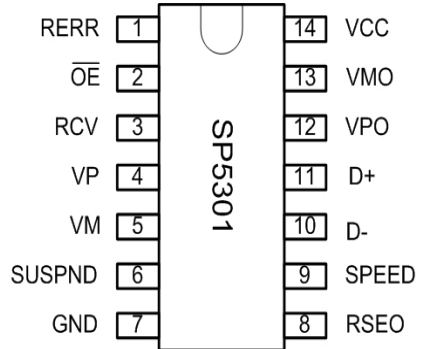 RERR 1 14 VCC
OE 2 13 VMO
RCV 3 12 VPO
VP 4 11 D+
VM 5 10 D-
SUSPND 6 9 SPEED
GND 7 8 RSEO
SP5301